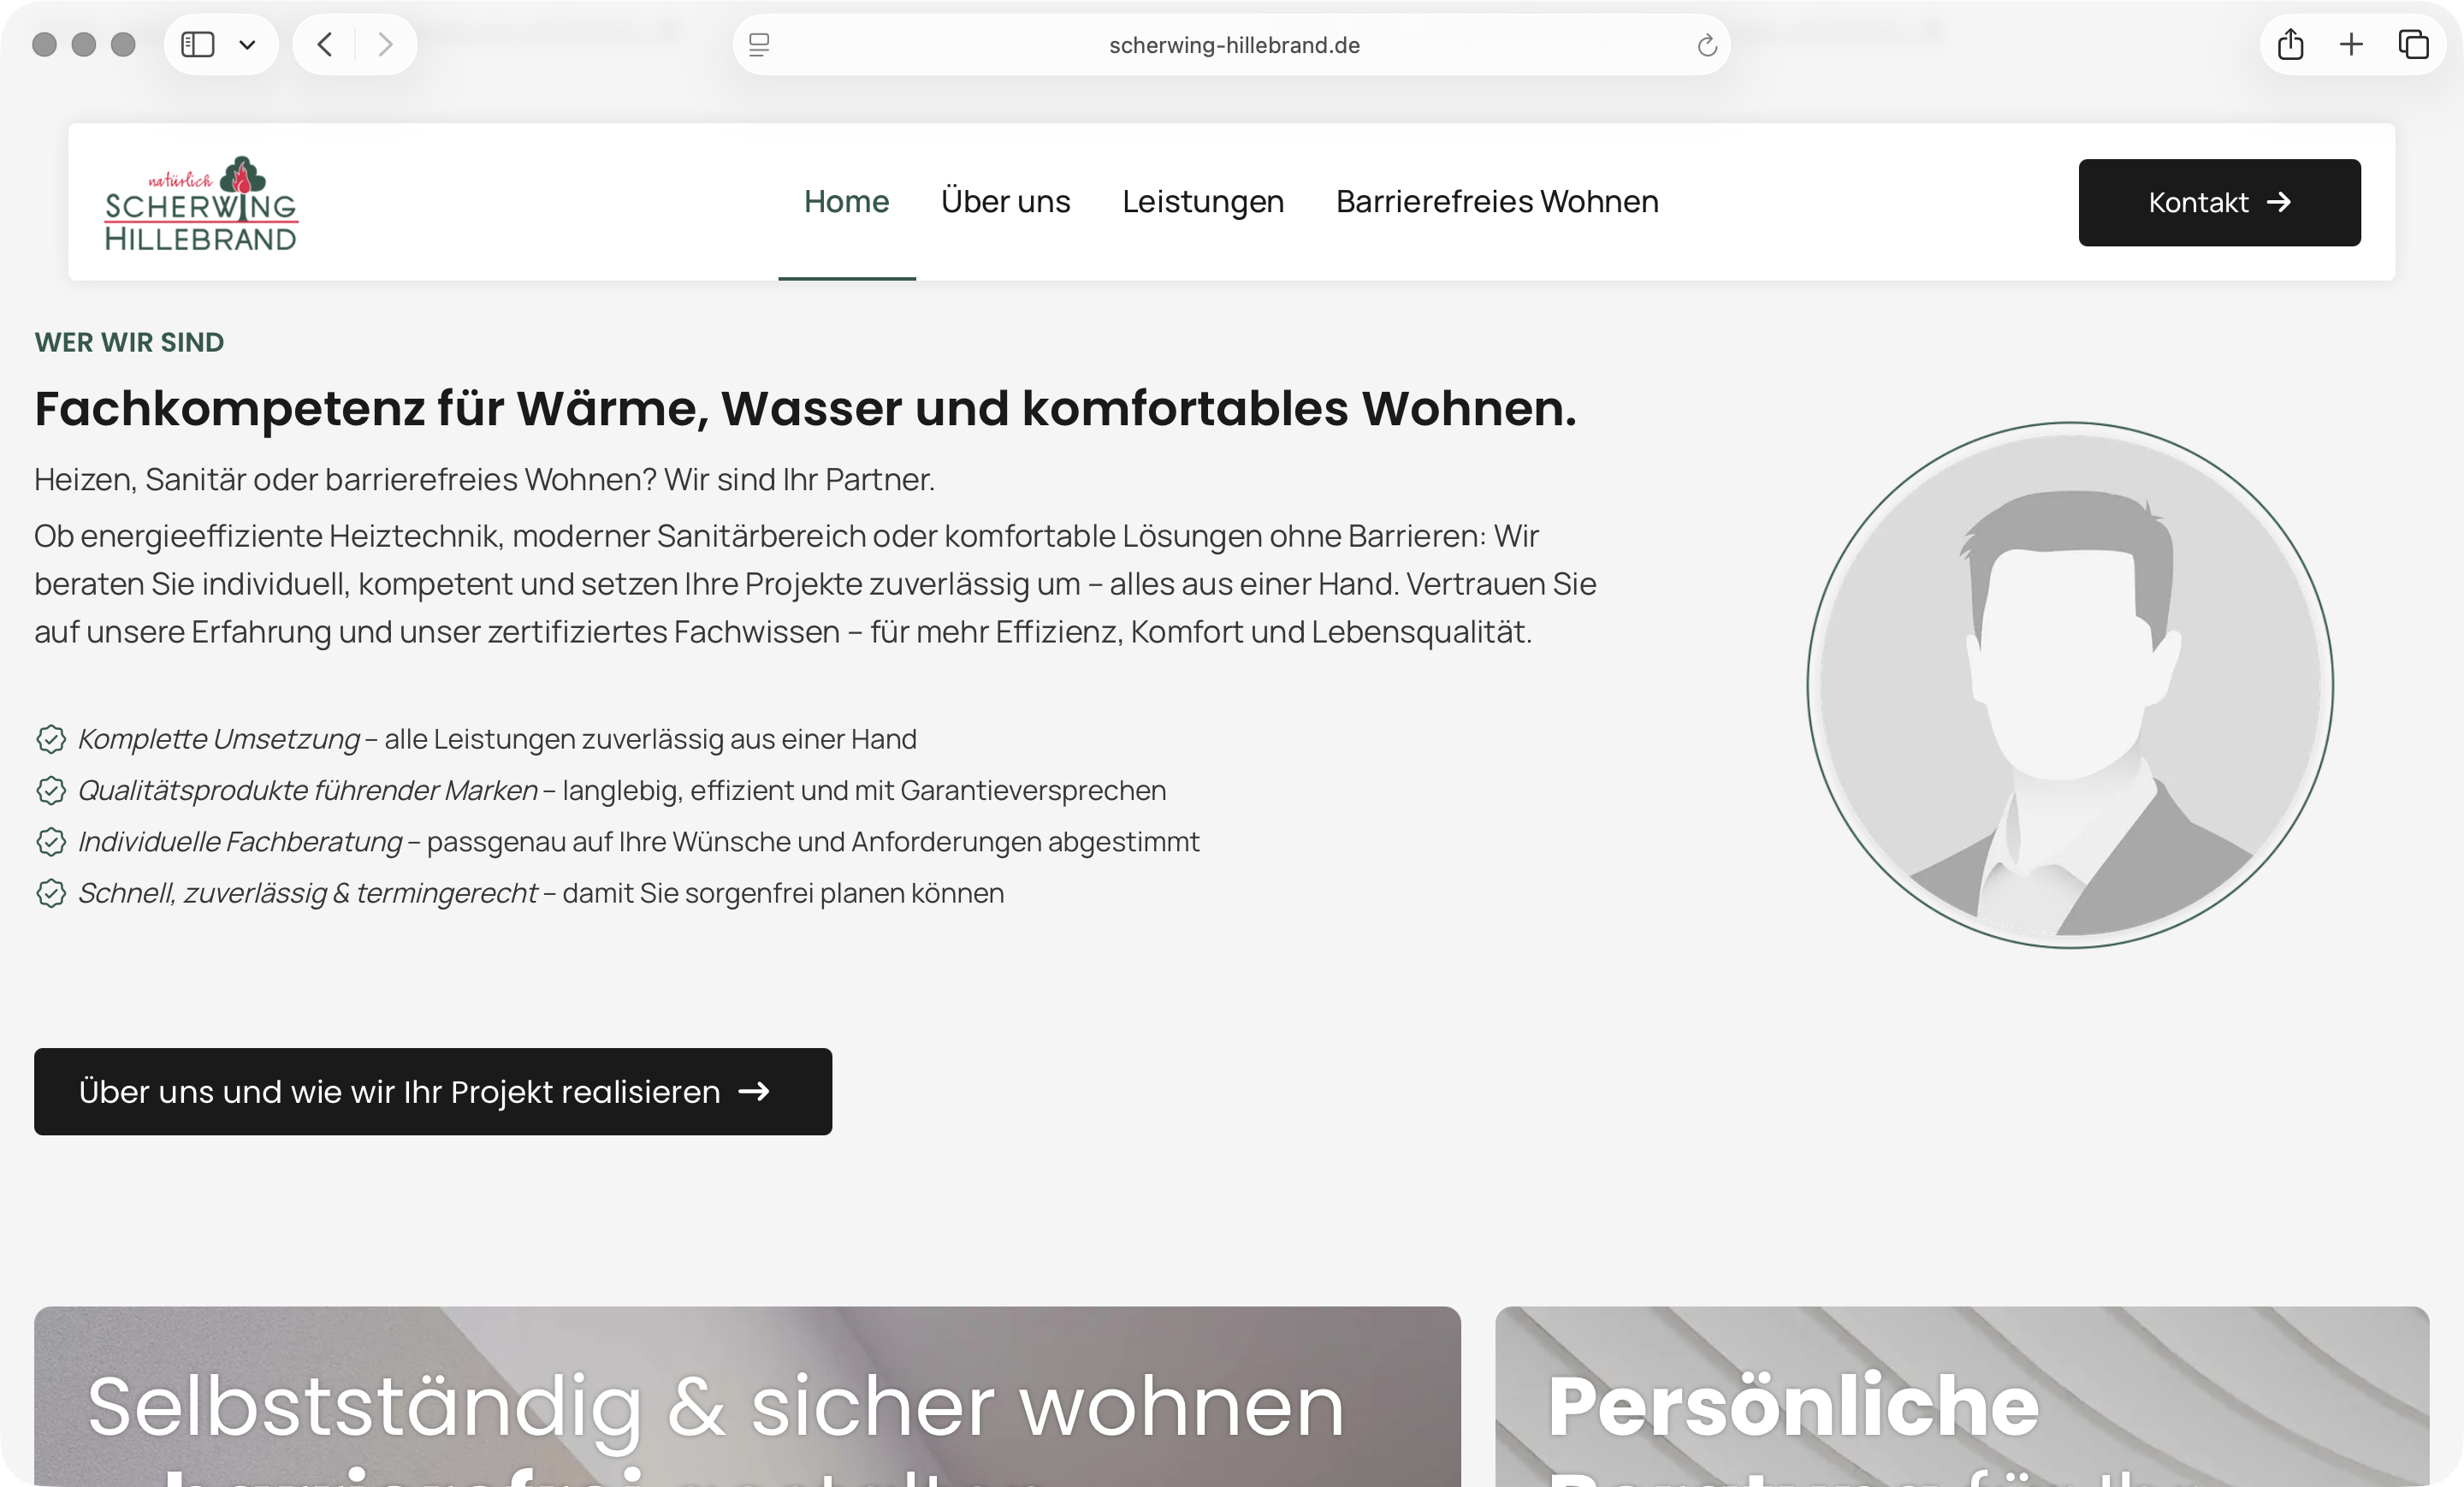 scherwing-hillebrand.de
natürlich
SCHERWING
HILLEBRAND
Home
Über uns
Leistungen
Barrierefreies Wohnen
Kontakt
WER WIR SIND
Fachkompetenz für Wärme, Wasser und komfortables Wohnen.
Heizen, Sanitär oder barrierefreies Wohnen? Wir sind Ihr Partner.
Ob energieeffiziente Heiztechnik, moderner Sanitärbereich oder komfortable Lösungen ohne Barrieren: Wir
beraten Sie individuell, kompetent und setzen Ihre Projekte zuverlässig um – alles aus einer Hand. Vertrauen Sie
auf unsere Erfahrung und unser zertifiziertes Fachwissen – für mehr Effizienz, Komfort und Lebensqualität.
Komplette Umsetzung – alle Leistungen zuverlässig aus einer Hand
Qualitätsprodukte führender Marken – langlebig, effizient und mit Garantieversprechen
Individuelle Fachberatung – passgenau auf Ihre Wünsche und Anforderungen abgestimmt
Schnell, zuverlässig & termingerecht – damit Sie sorgenfrei planen können
Über uns und wie wir Ihr Projekt realisieren
Selbstständig & sicher wohnen
Persönliche